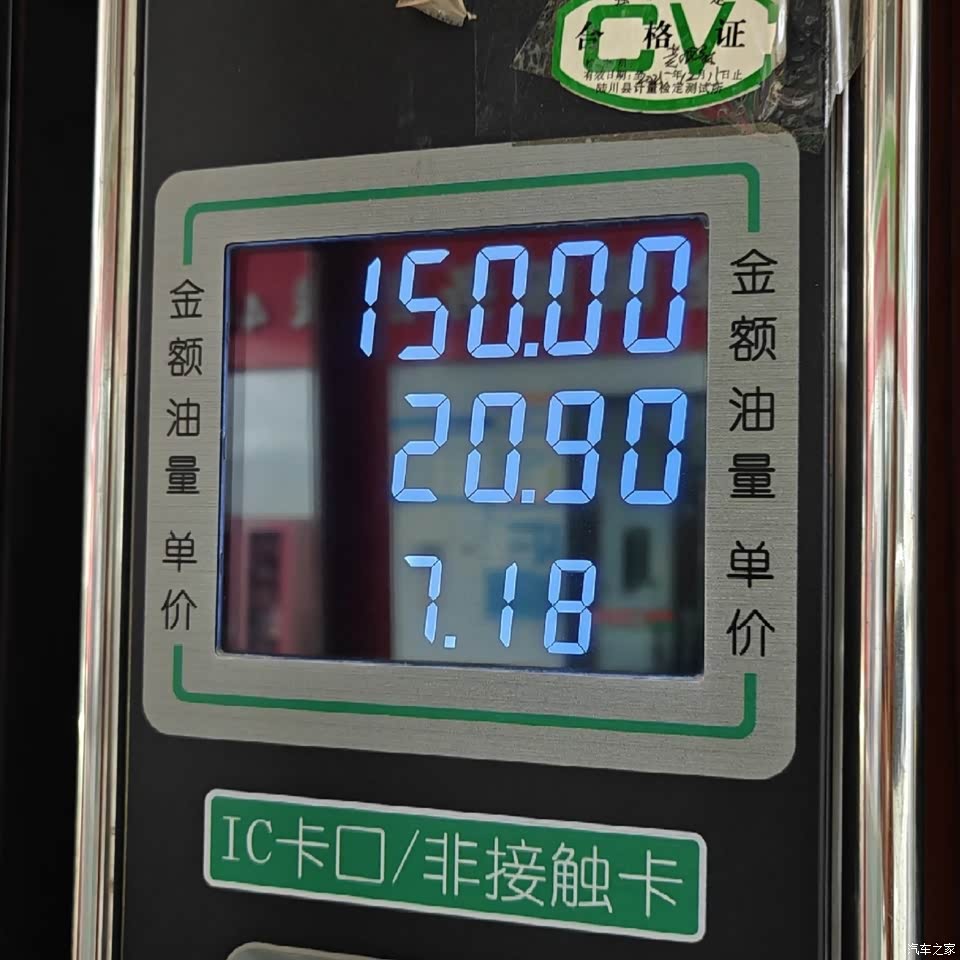 CV
合格证
陆川县计量检定测试所
金额 油量 单价
150.00
20.90
7.18
金额 油量 单价
IC卡口/非接触卡
汽车之家